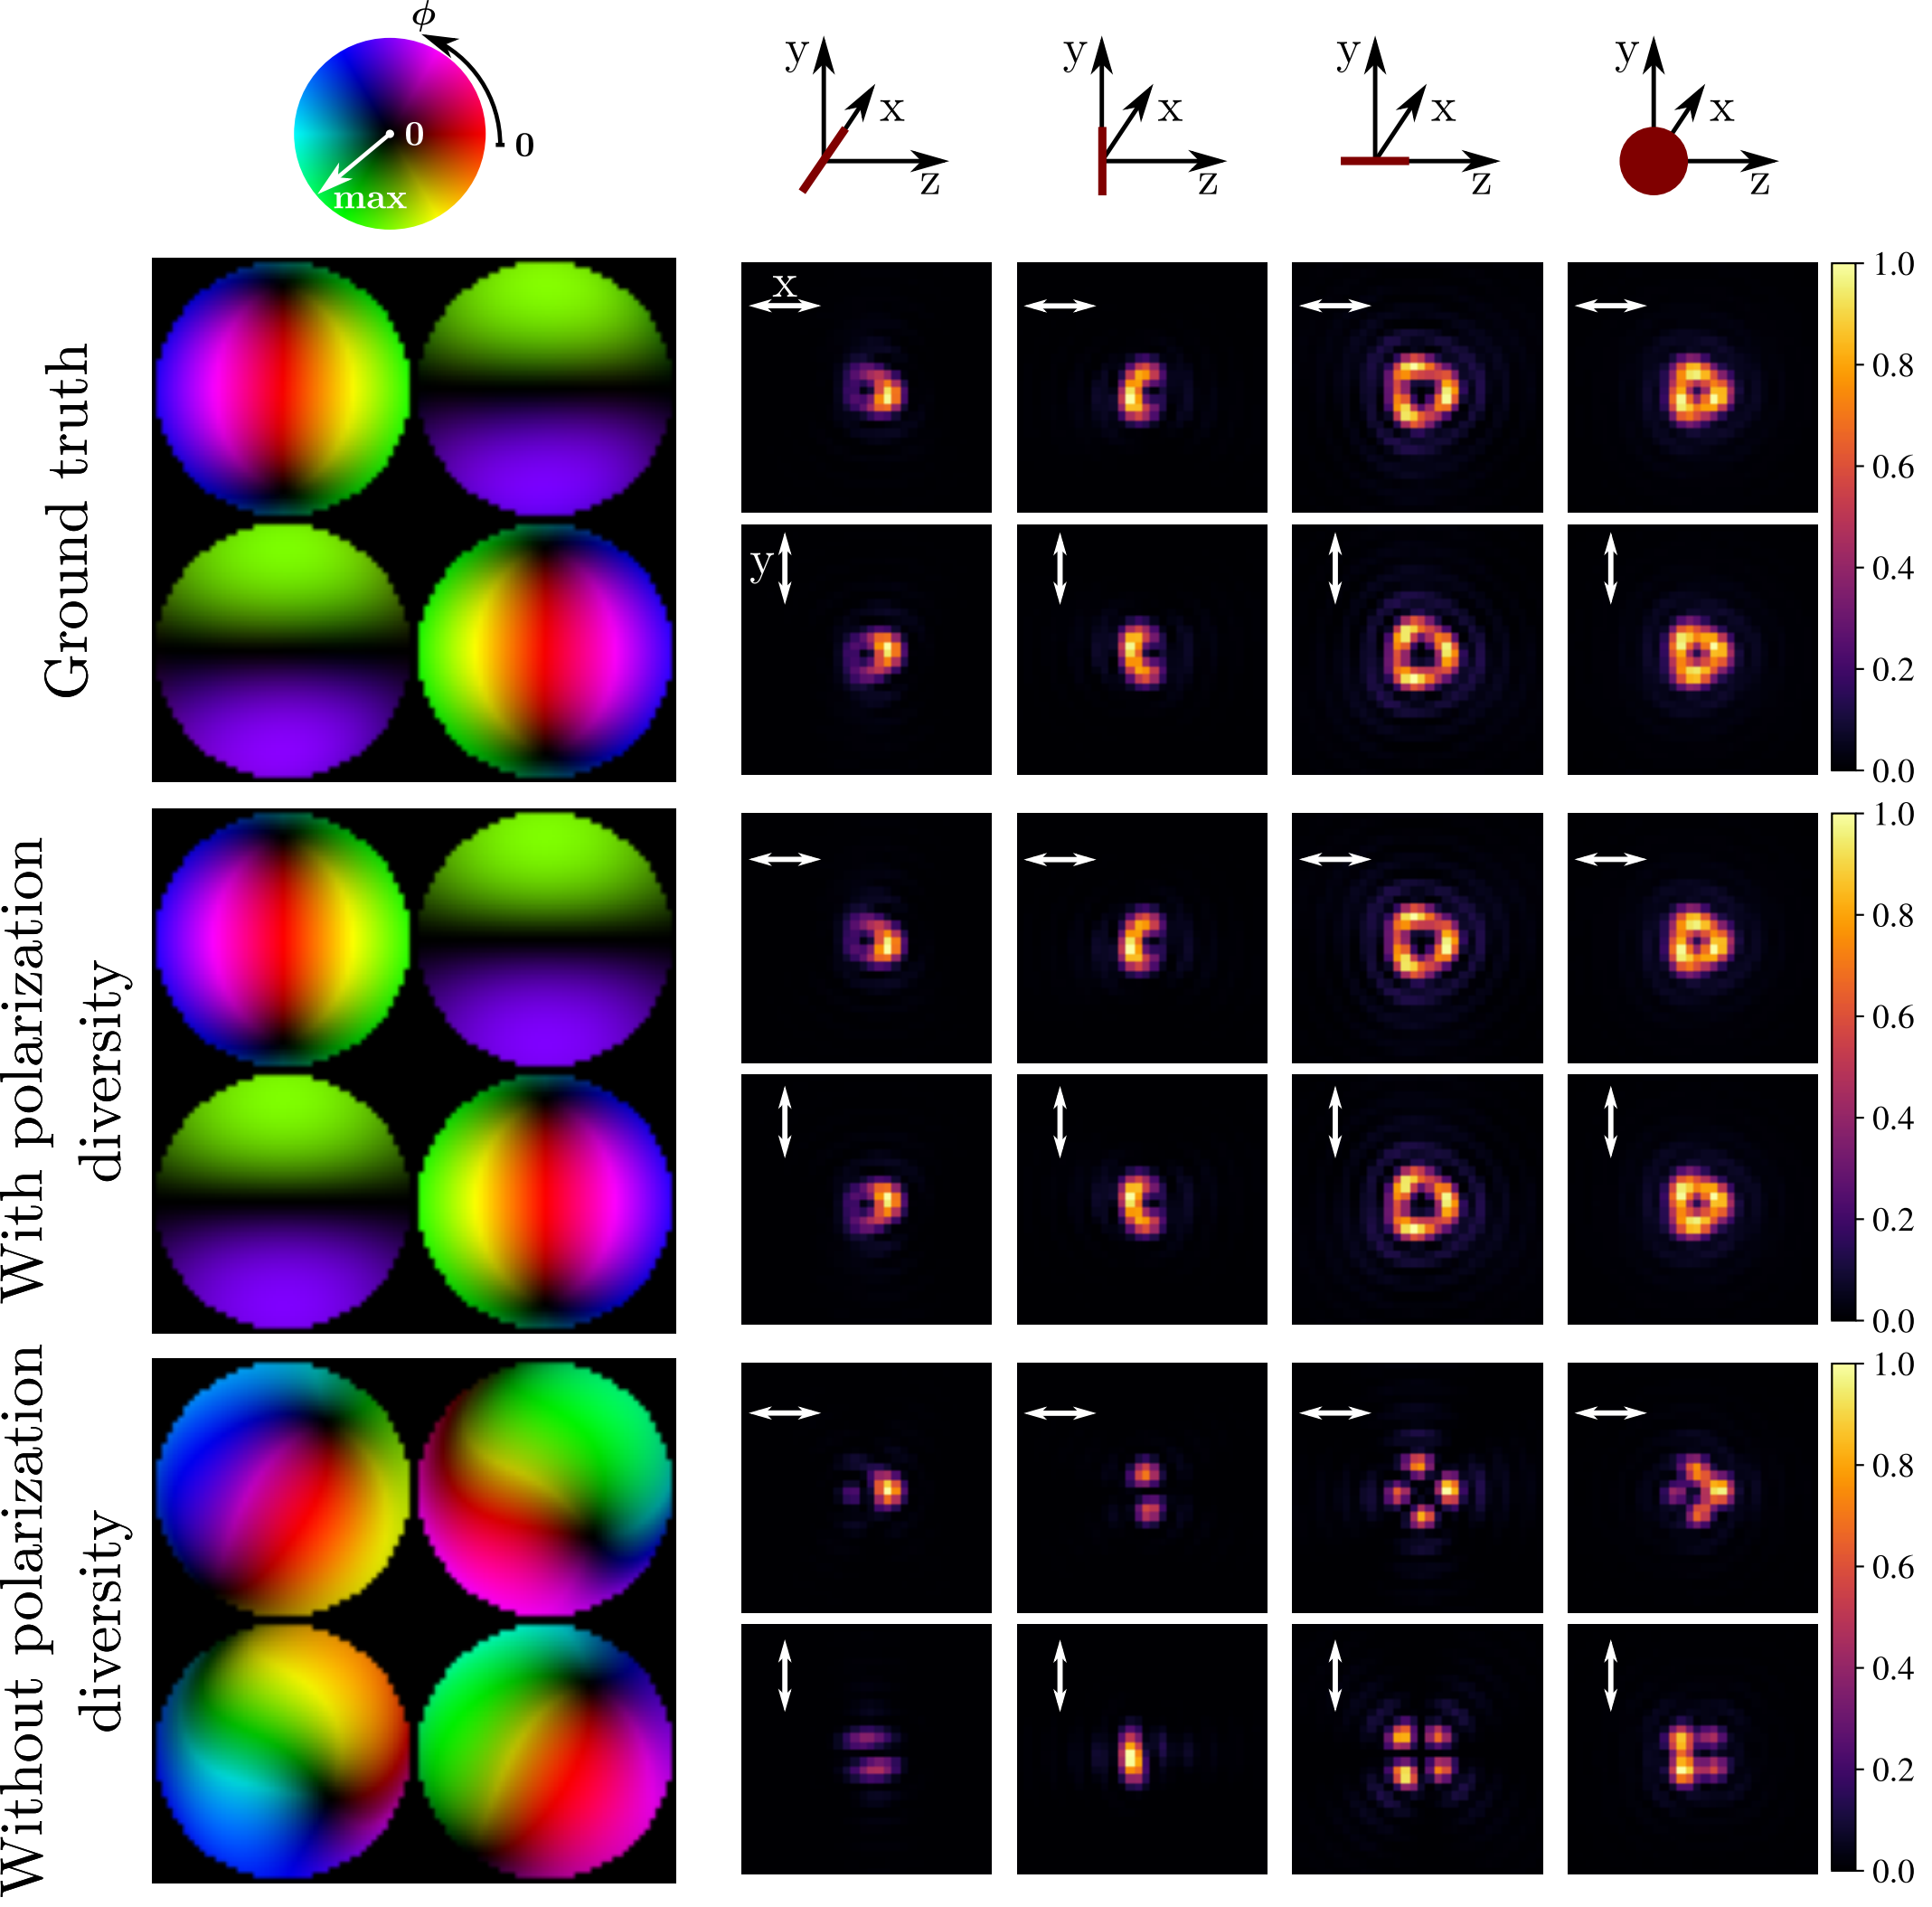 ϕ
0
0
max
y
x
z
y
x
z
y
x
z
y
x
z
Ground truth
x
y
1.0
0.8
0.6
0.4
0.2
0.0
With polarization
diversity
1.0
0.8
0.6
0.4
0.2
0.0
Without polarization
diversity
1.0
0.8
0.6
0.4
0.2
0.0